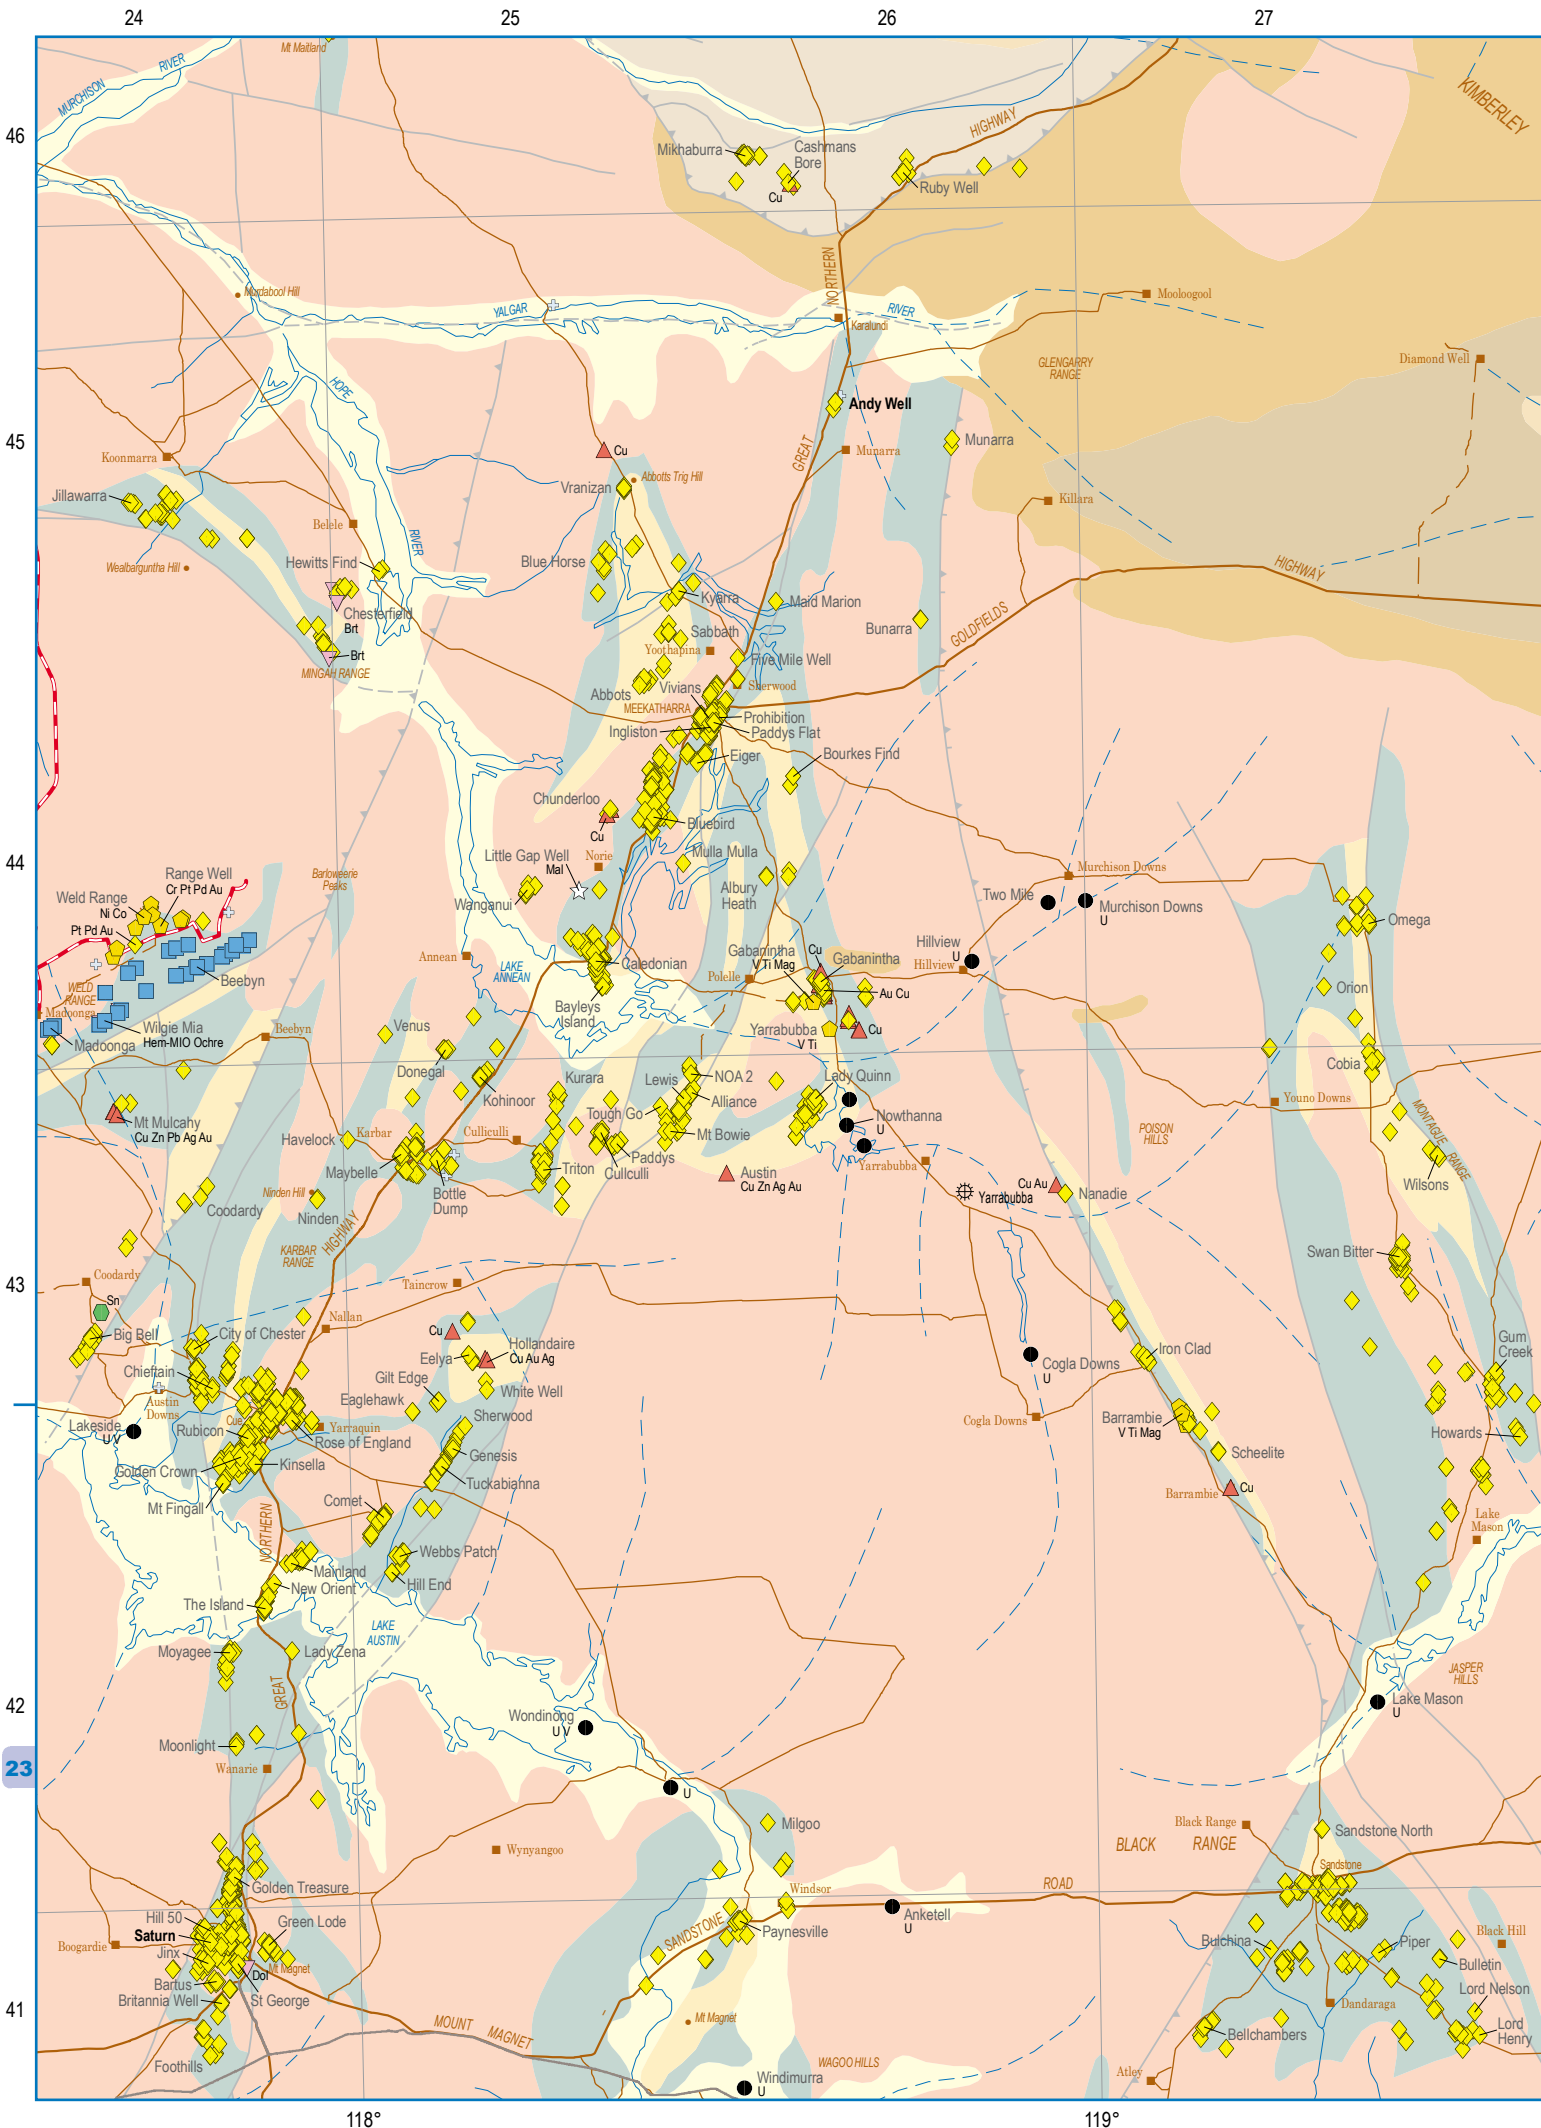 24
25
26
27
Mt Maitland
MURCHISON
RIVER
KIMBERLEY
46
HIGHWAY
Mikhaburra
Cashmans
Bore
Cu
Ruby Well
NORTHERN
Murdabool Hill
YALGAR
RIVER
Mooloogool
Karalundi
GLENGARRY
RANGE
Diamond Well
HOPE
Andy Well
45
GREAT
Munarra
Munarra
Koonmarra
Cu
Abbotts Trig Hill
Vranizan
Killara
Jillawarra
Belele
RIVER
Blue Horse
Wealbarguntha Hill
Hewitts Find
HIGHWAY
Kyarra
Maid Marion
Chesterfield
Brt
Bunarra
GOLDFIELDS
Sabbath
Yoothapina
Brt
Five Mile Well
MINGAH RANGE
Sherwood
Abbots
Vivians
MEEKATHARRA
Prohibition
Ingliston
Paddys Flat
Eiger
Bourkes Find
Chunderloo
Cu
Bluebird
44
Little Gap Well
Mal
Norie
Mulla Mulla
Range Well
Cr Pt Pd Au
Barloweerie
Peaks
Murchison Downs
Weld Range
Ni Co
Albury
Heath
Two Mile
Wanganui
Murchison Downs
U
Pt Pd Au
Omega
Annean
LAKE
ANNEAN
Caledonian
Gabanintha
V Ti Mag
Cu
Gabanintha
Hillview
U
Hillview
Beebyn
Polelle
WELD
RANGE
Bayleys
Island
Au Cu
Orion
Madoonga
Wilgie Mia
Hem-MIO Ochre
Beebyn
Venus
Yarrabubba
V Ti
Cu
Madoonga
Donegal
Cobia
Kurara
Lewis
NOA 2
Lady Quinn
Kohinoor
Alliance
Youno Downs
Tough Go
Nowthanna
U
Mt Mulcahy
Cu Zn Pb Ag Au
MONTAGUE
RANGE
Havelock
Karbar
Culliculli
Mt Bowie
POISON
HILLS
Maybelle
Paddys
Yarrabubba
Triton
Cullculli
Austin
Cu Zn Ag Au
Wilsons
Bottle
Dump
Cu Au
Nanadie
Yarrabubba
Ninden Hill
Coodardy
Ninden
HIGHWAY
KARBAR
RANGE
Swan Bitter
43
Coodardy
Taincrow
Sn
Nallan
Big Bell
City of Chester
Cu
Gum
Creek
Hollandaire
Cu Au Ag
Iron Clad
Eelya
Cogla Downs
U
Chieftain
Gilt Edge
White Well
Eaglehawk
Austin
Downs
Sherwood
Lakeside
U V
Cue
Cogla Downs
Barrambie
V Ti Mag
Howards
Rubicon
Yarraquin
Rose of England
Genesis
Scheelite
Golden Crown
Kinsella
Tuckabianna
Barrambie
Cu
Mt Fingall
Comet
Lake
Mason
NORTHERN
Webbs Patch
Mainland
New Orient
Hill End
The Island
LAKE
AUSTIN
Moyagee
Lady Zena
JASPER
HILLS
GREAT
42
Lake Mason
U
Wondinong
U V
Moonlight
Wanarie
23
U
Milgoo
Black Range
Sandstone North
Wynyangoo
BLACK
RANGE
Sandstone
Golden Treasure
Windsor
ROAD
Anketell
U
Hill 50
Green Lode
SANDSTONE
Paynesville
Saturn
Boogardie
Bulchina
Piper
Black Hill
Jinx
Mt Magnet
Dol
Bulletin
Bartus
St George
Britannia Well
Lord Nelson
41
Dandaraga
Mt Magnet
MOUNT
MAGNET
Bellchambers
Lord
Henry
Foothills
WAGOO HILLS
Windimurra
U
Atley
118°
119°